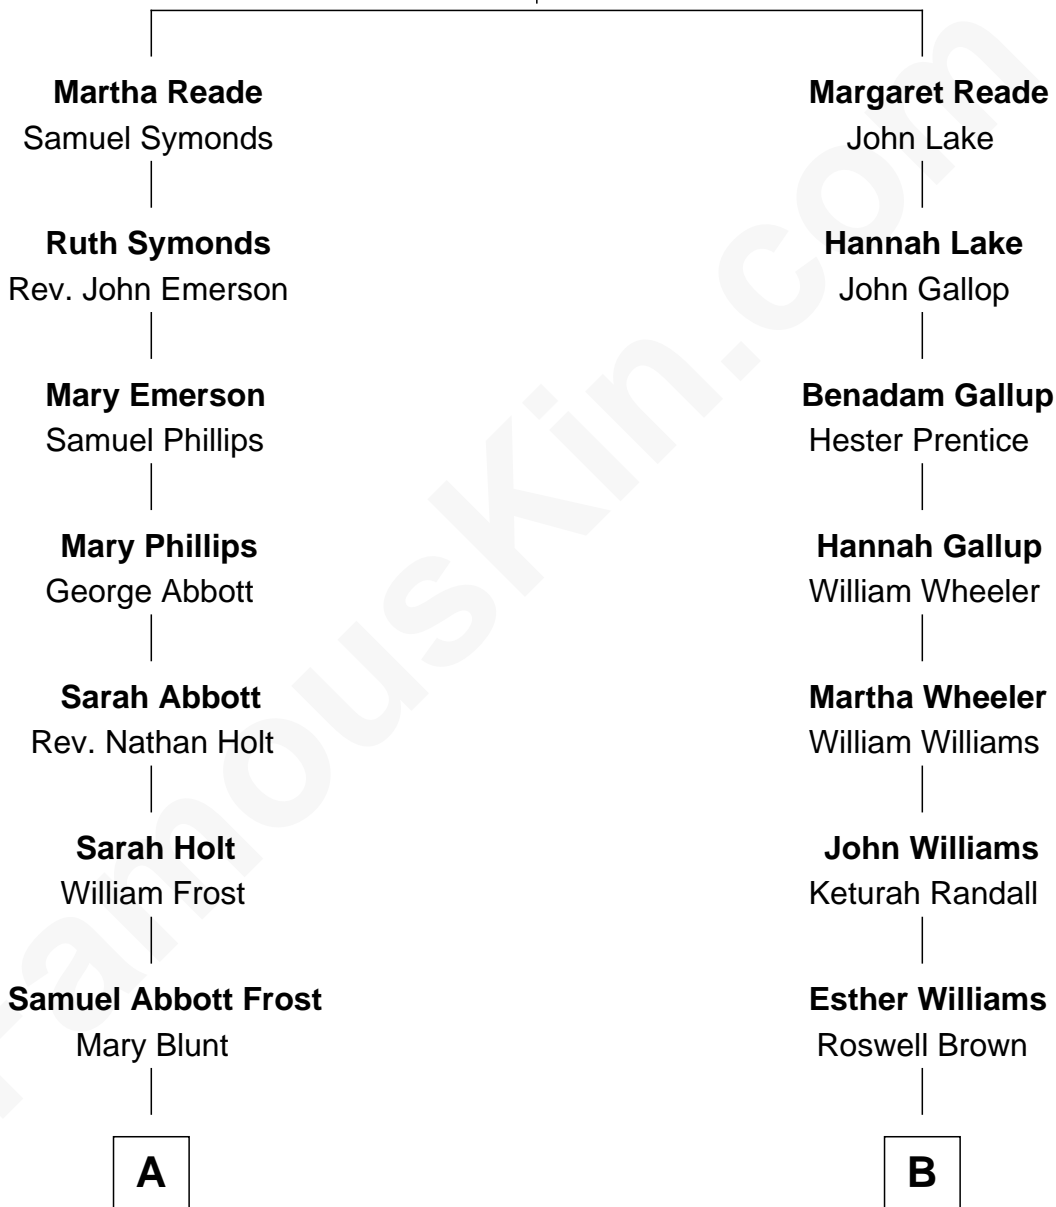 Martha Reade
Samuel Symonds
Ruth Symonds
Rev. John Emerson
Mary Emerson
Samuel Phillips
Mary Phillips
George Abbott
Sarah Abbott
Rev. Nathan Holt
Sarah Holt
William Frost
Samuel Abbott Frost
Mary Blunt
A
Margaret Reade
John Lake
Hannah Lake
John Gallop
Benadam Gallup
Hester Prentice
Hannah Gallup
William Wheeler
Martha Wheeler
William Williams
John Williams
Keturah Randall
Esther Williams
Roswell Brown
B
FamousKin.com